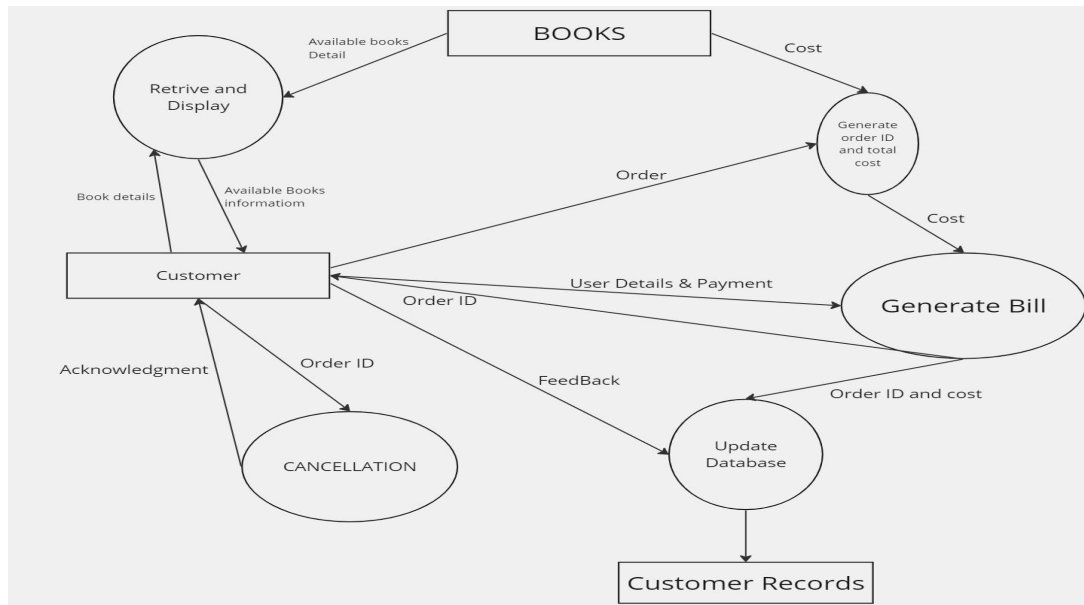 BOOKS
Available books
Detail
Cost
Retrive and
Display
Generate
order ID
and total
cost
Order
Book details
Available Books
informatiom
Cost
Customer
User Details & Payment
Order ID
Generate Bill
Acknowledgment
Order ID
FeedBack
Order ID and cost
Update
Database
CANCELLATION
Customer Records